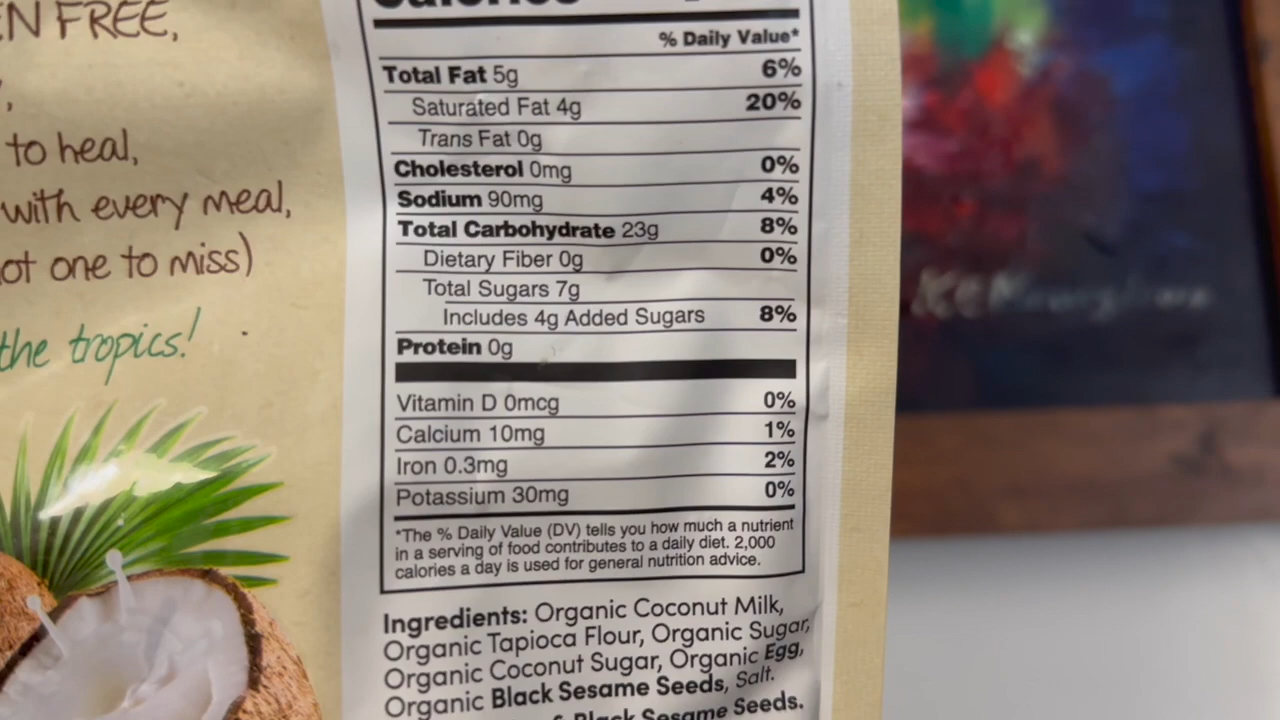 EN FREE,
to heal,
with every meal,
ot one to miss)
the tropics!
Calories
% Daily Value*
Total Fat 5g 6%
Saturated Fat 4g 20%
Trans Fat 0g
Cholesterol 0mg 0%
Sodium 90mg 4%
Total Carbohydrate 23g 8%
Dietary Fiber 0g 0%
Total Sugars 7g
Includes 4g Added Sugars 8%
Protein 0g
Vitamin D 0mcg 0%
Calcium 10mg 1%
Iron 0.3mg 2%
Potassium 30mg 0%
*The % Daily Value (DV) tells you how much a nutrient
in a serving of food contributes to a daily diet. 2,000
calories a day is used for general nutrition advice.
Ingredients: Organic Coconut Milk,
Organic Tapioca Flour, Organic Sugar,
Organic Coconut Sugar, Organic Egg,
Organic Black Sesame Seeds, Salt.
& Black Sesame Seeds.